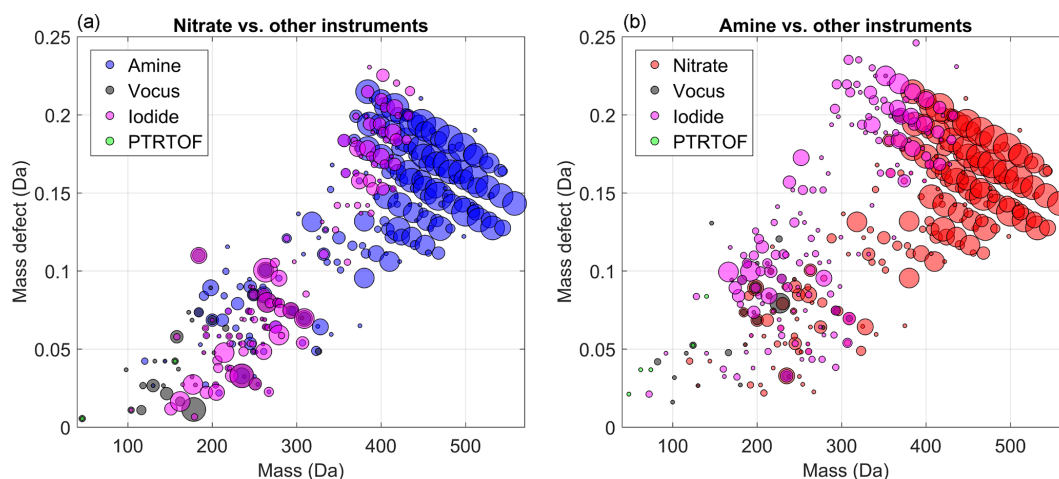 (a) Nitrate vs. other instruments
0.25
0.2
0.15
0.1
0.05
0
Mass defect (Da)
Amine
Vocus
Iodide
PTRTOF
100 200 300 400 500
Mass (Da)
(b) Amine vs. other instruments
0.25
0.2
0.15
0.1
0.05
0
Mass defect (Da)
Nitrate
Vocus
Iodide
PTRTOF
100 200 300 400 500
Mass (Da)